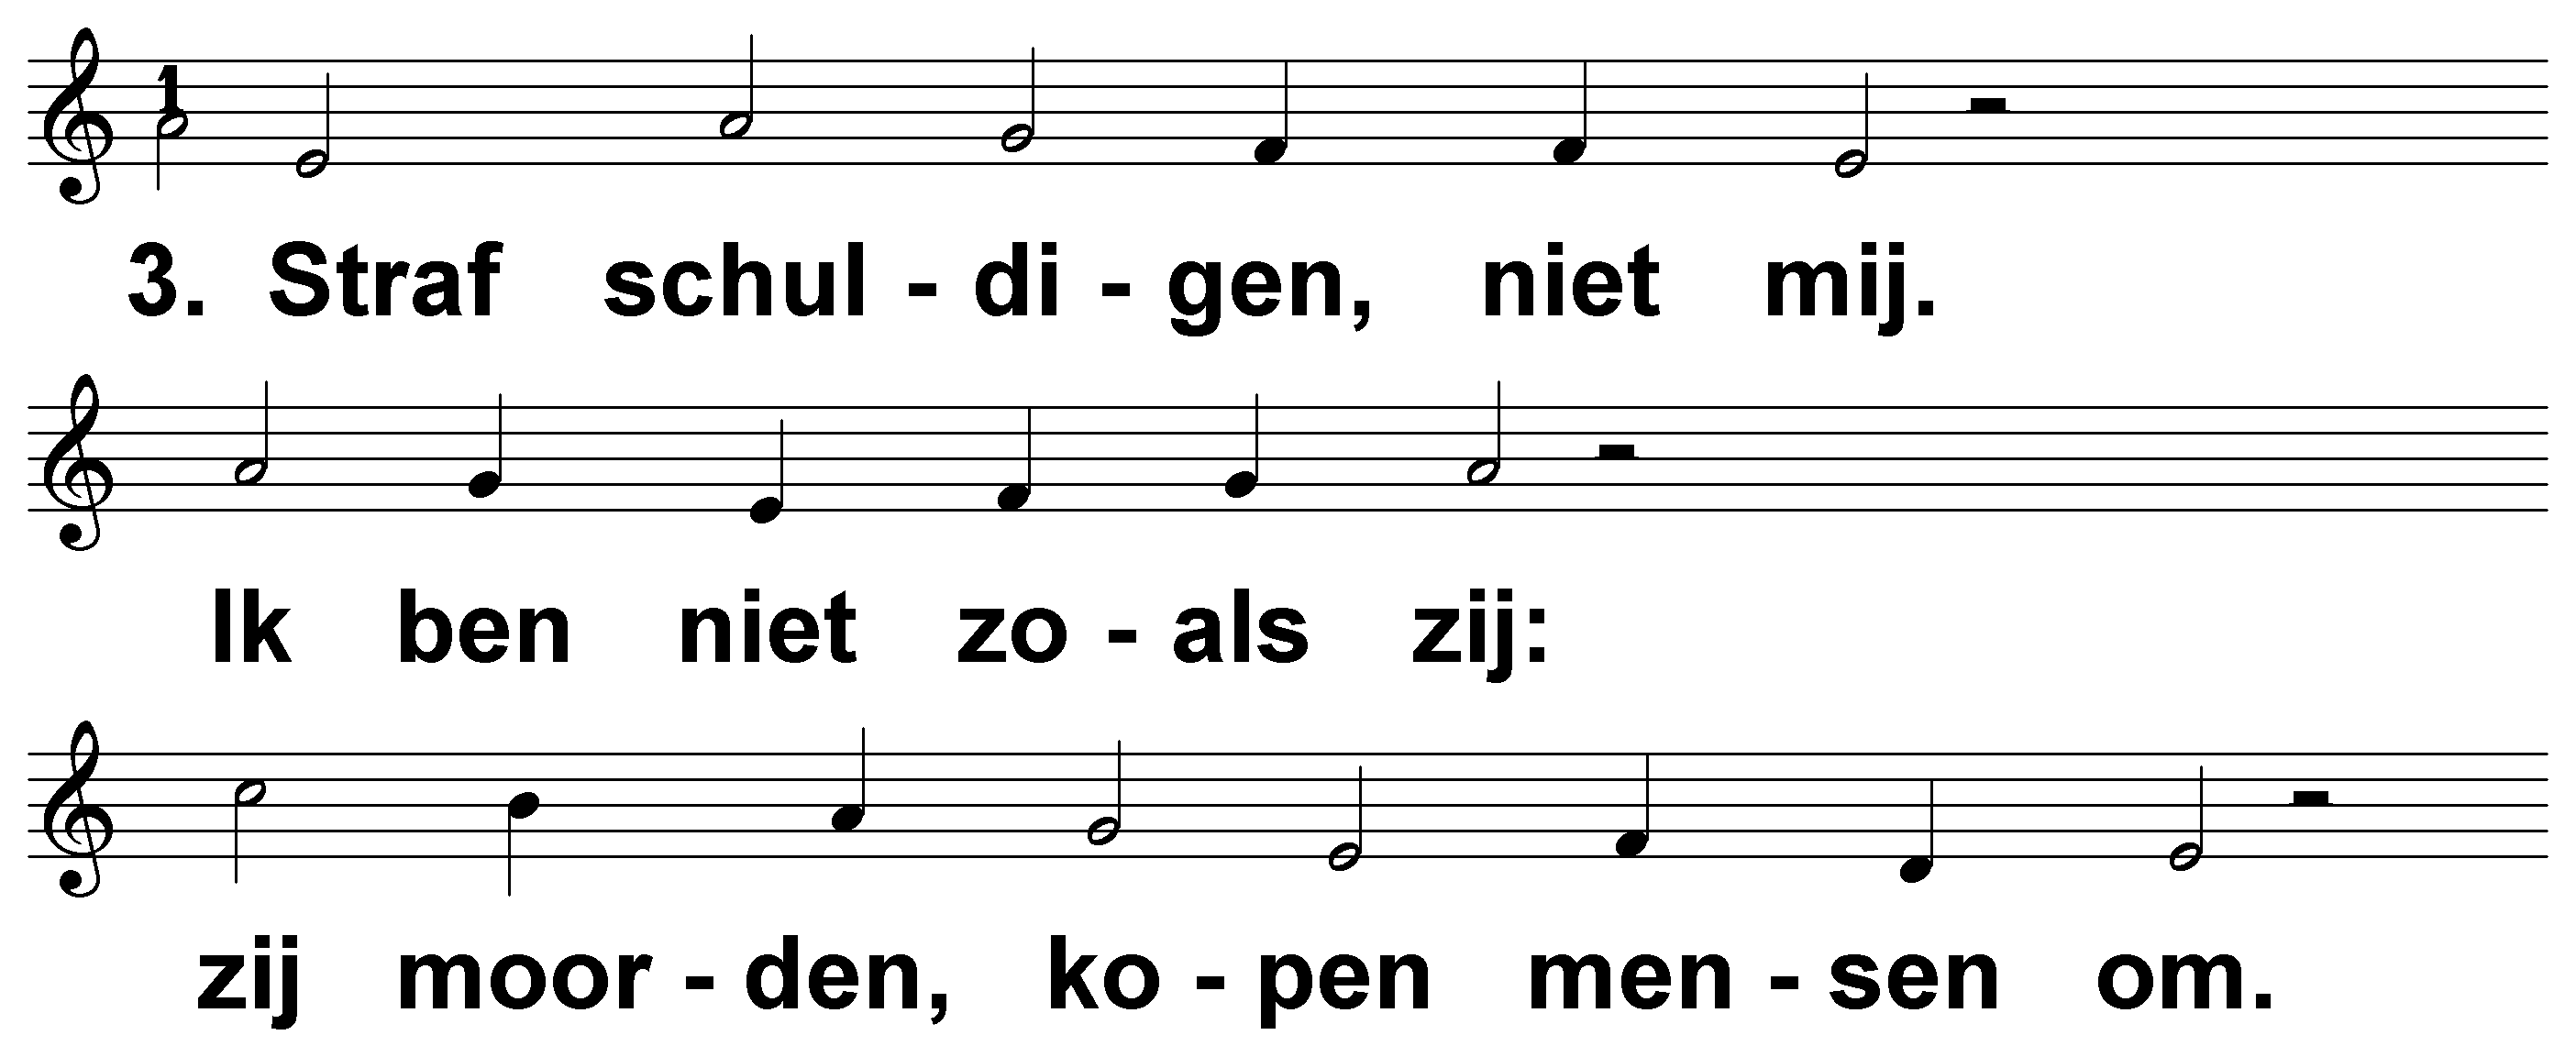 1
3. Straf schul - di - gen, niet mij.
Ik ben niet zo - als zij:
zij moor - den, ko - pen men - sen om.